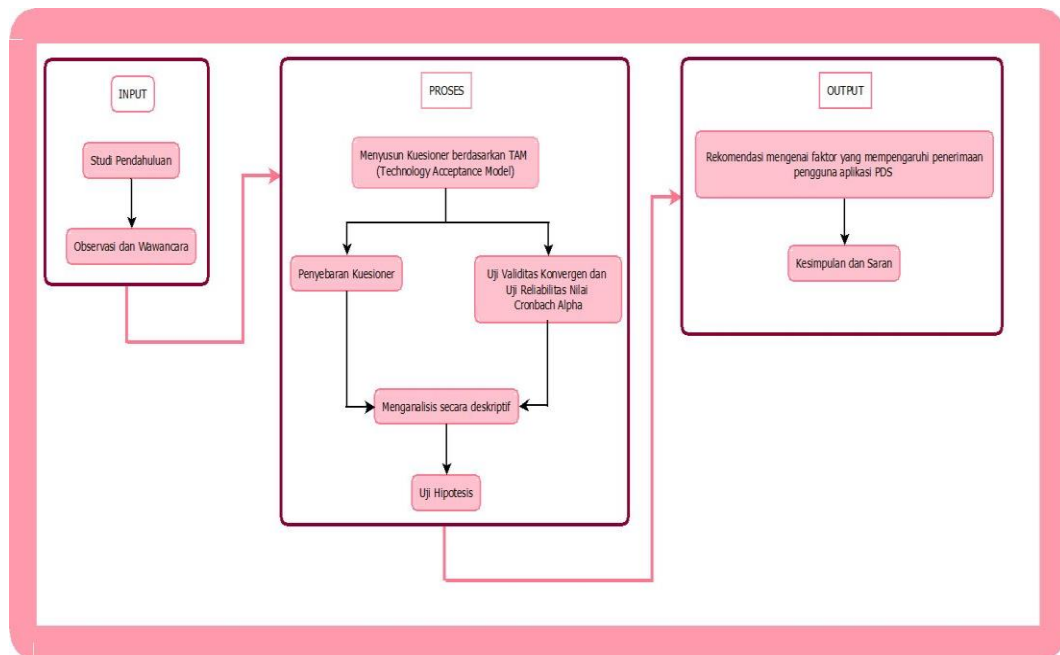 INPUT
Studi Pendahuluan
Observasi dan Wawancara
PROSES
Menyusun Kuesioner berdasarkan TAM
(Technology Acceptance Model)
Penyebaran Kuesioner
Uji Validitas Konvergen dan
Uji Reliabilitas Nilai
Cronbach Alpha
Menganalisis secara deskriptif
Uji Hipotesis
OUTPUT
Rekomendasi mengenai faktor yang mempengaruhi penerimaan
pengguna aplikasi PDS
Kesimpulan dan Saran